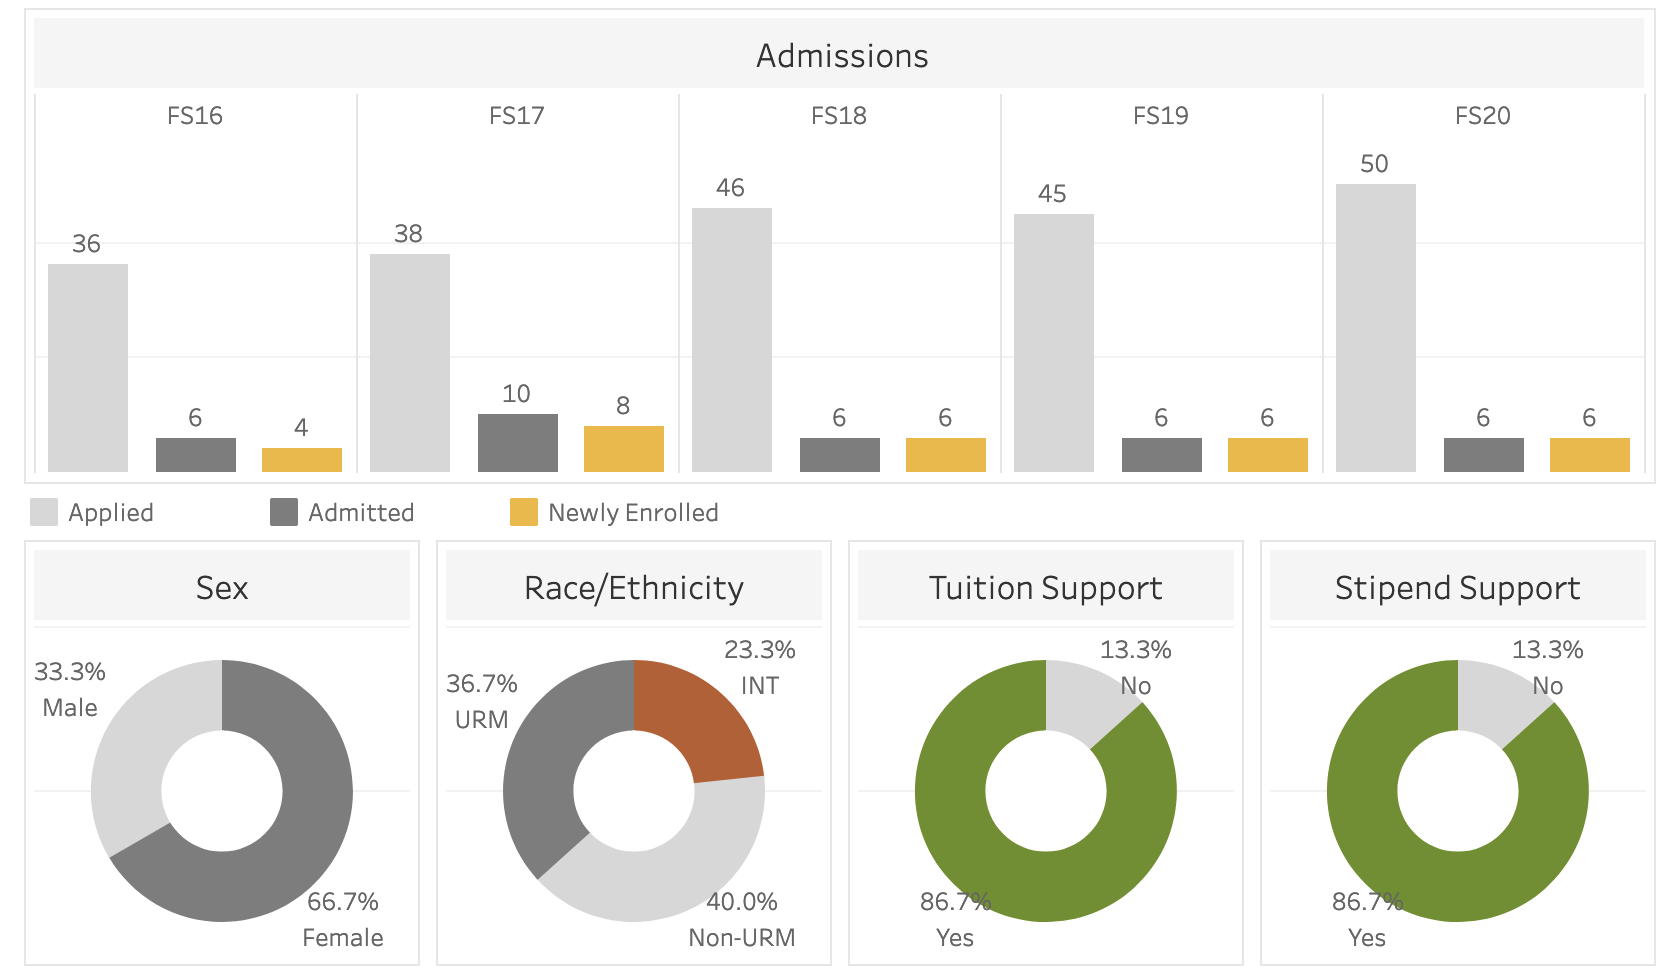 Admissions
FS16 FS17 FS18 FS19 FS20
36 6 4 38 10 8 46 6 6 45 6 6 50 6 6
Applied Admitted Newly Enrolled
Sex
33.3%
Male
66.7%
Female
Race/Ethnicity
23.3%
INT
36.7%
URM
40.0%
Non-URM
Tuition Support
13.3%
No
86.7%
Yes
Stipend Support
13.3%
No
86.7%
Yes